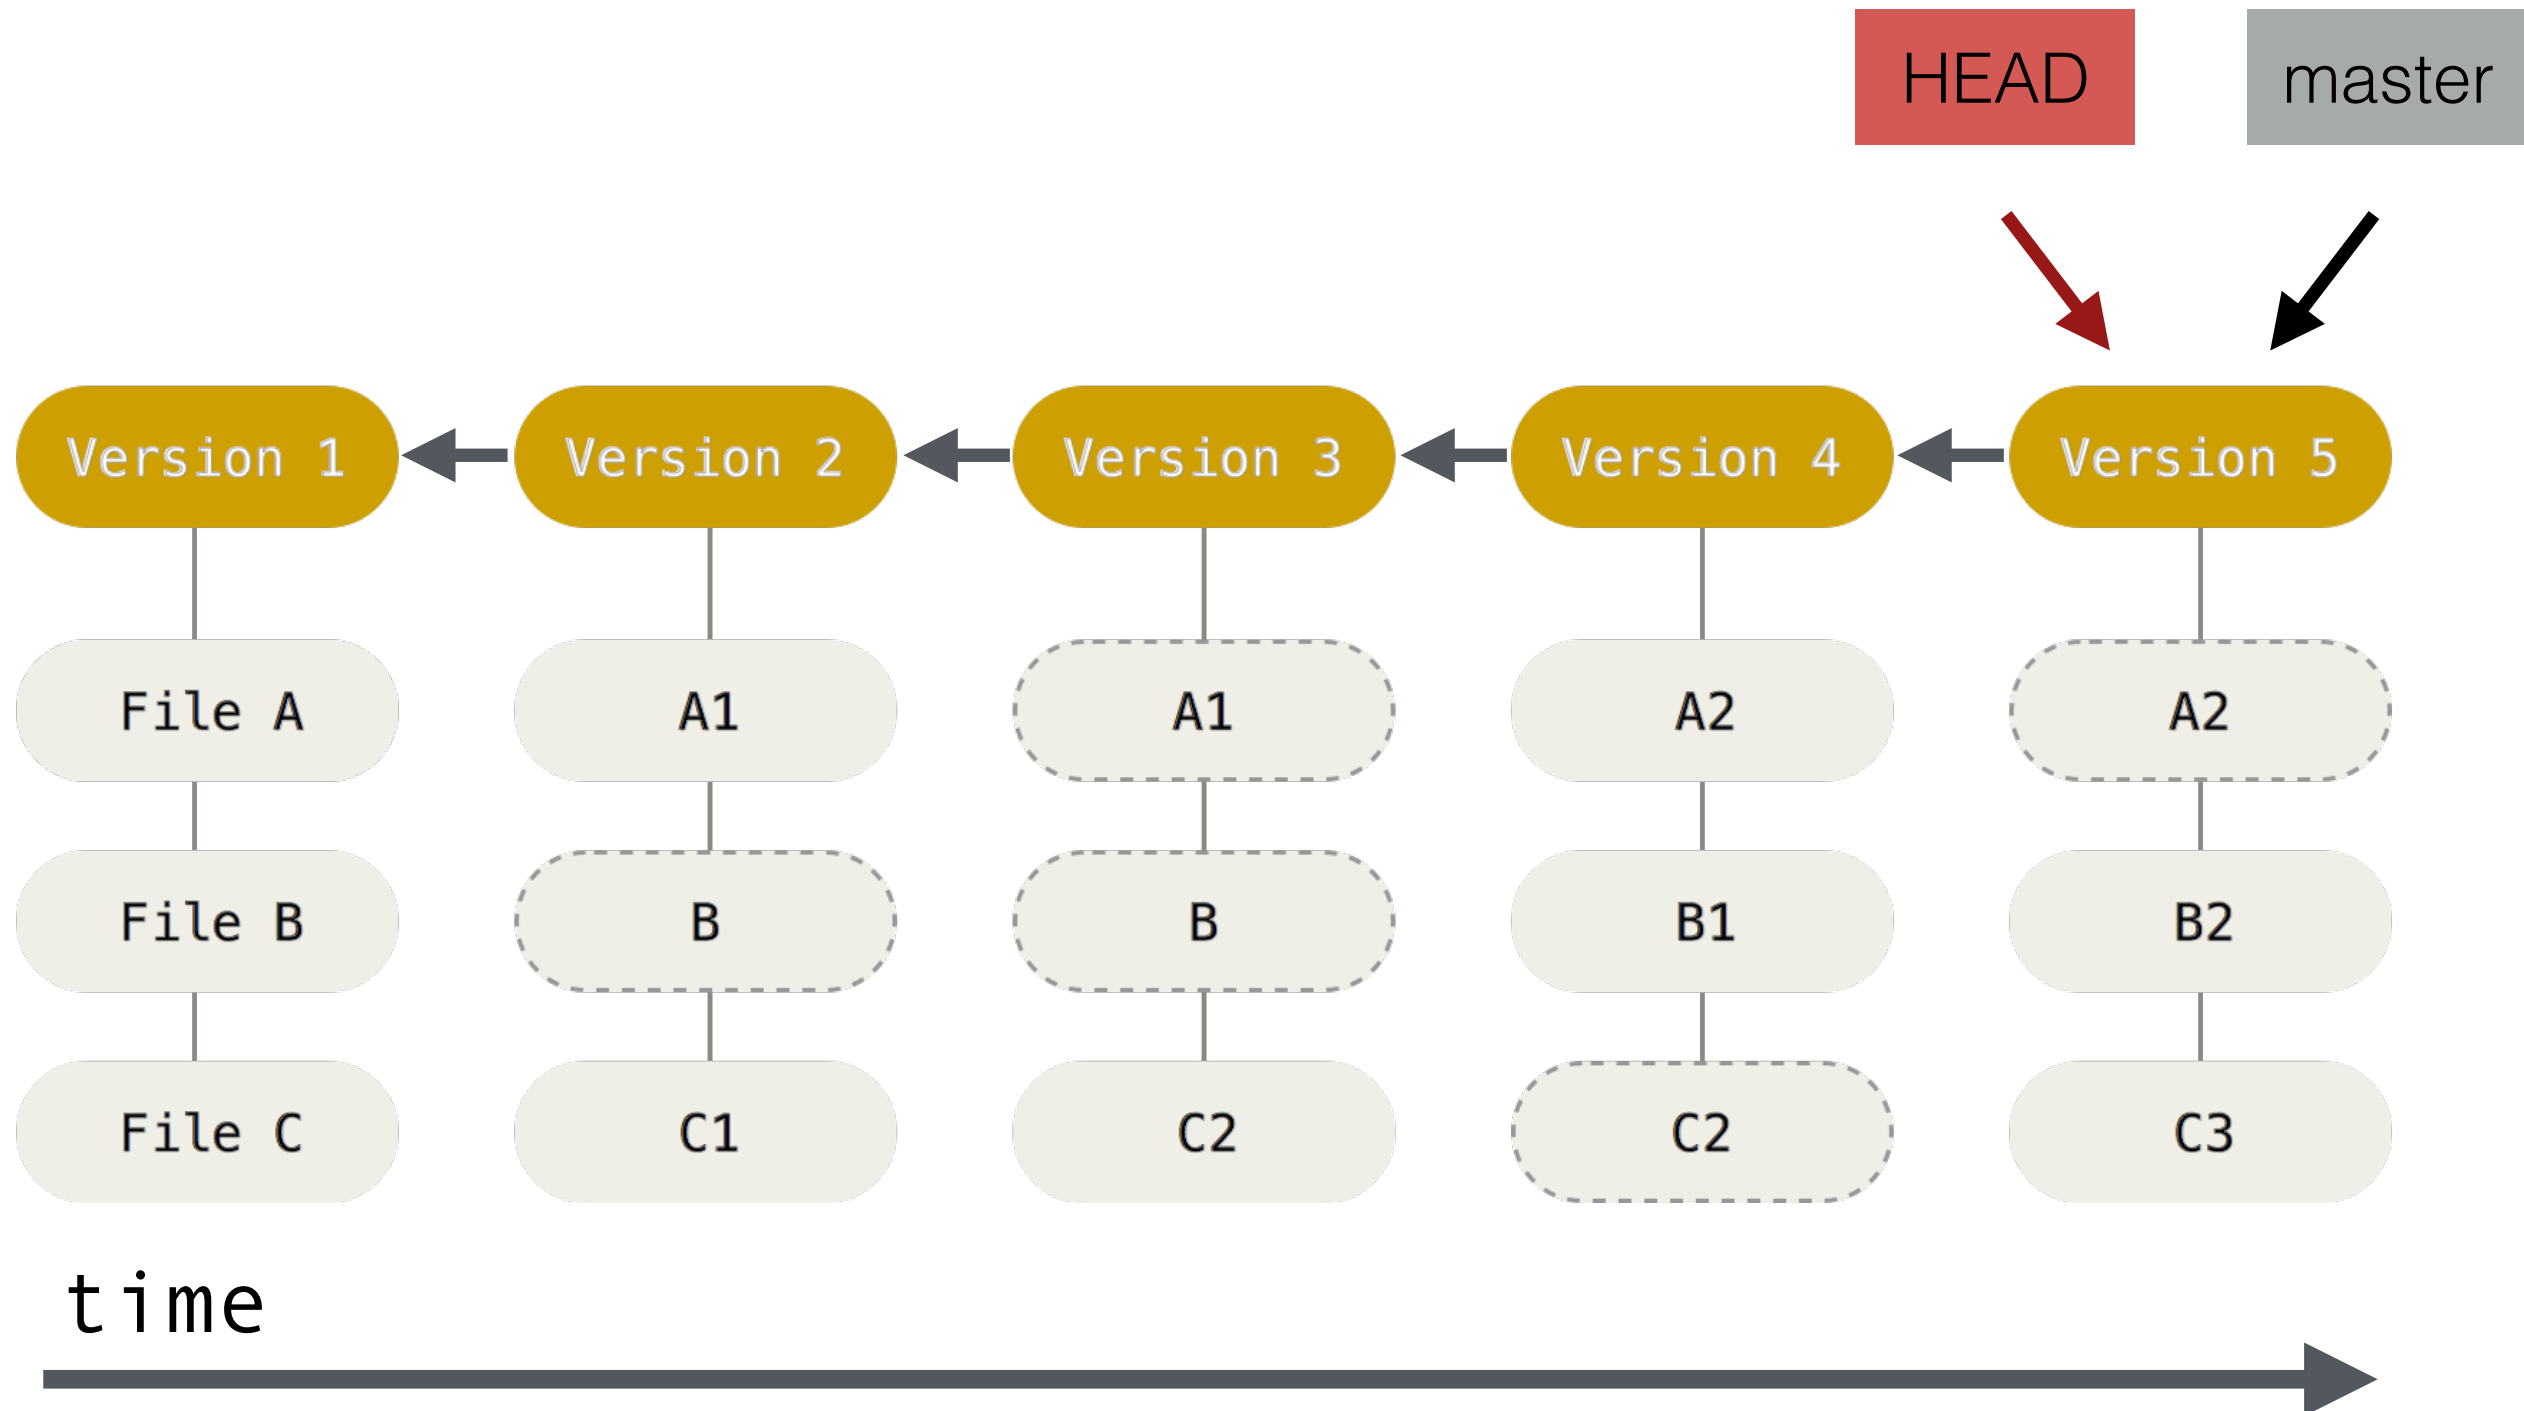 HEAD master
Version 1 Version 2 Version 3 Version 4 Version 5
File A A1 A1 A2 A2
File B B B B1 B2
File C C1 C2 C2 C3
time